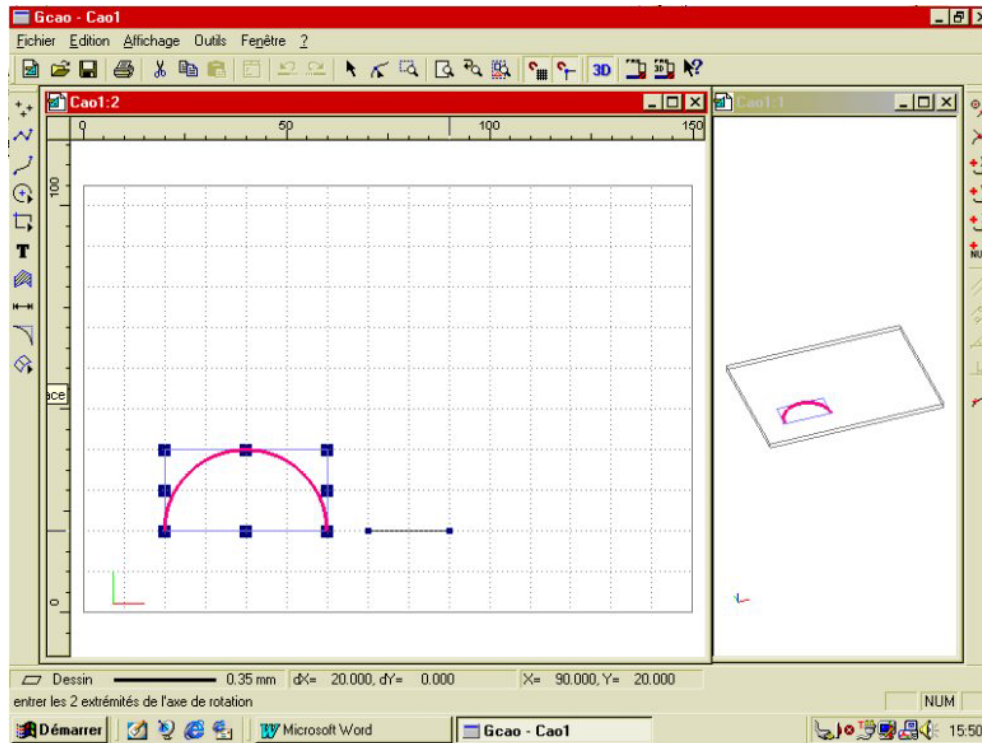 Gcao - Cao1
Fichier Edition Affichage Outils Fenêtre ?
3D
Cao1:2
Cao1:1
0 50 100 150
100
T
NU
ace
0
Dessin 0.35 mm dX= 20.000, dY= 0.000 X= 90.000, Y= 20.000
entrer les 2 extrémités de l'axe de rotation NUM
Démarrer Microsoft Word Gcao - Cao1 15:50